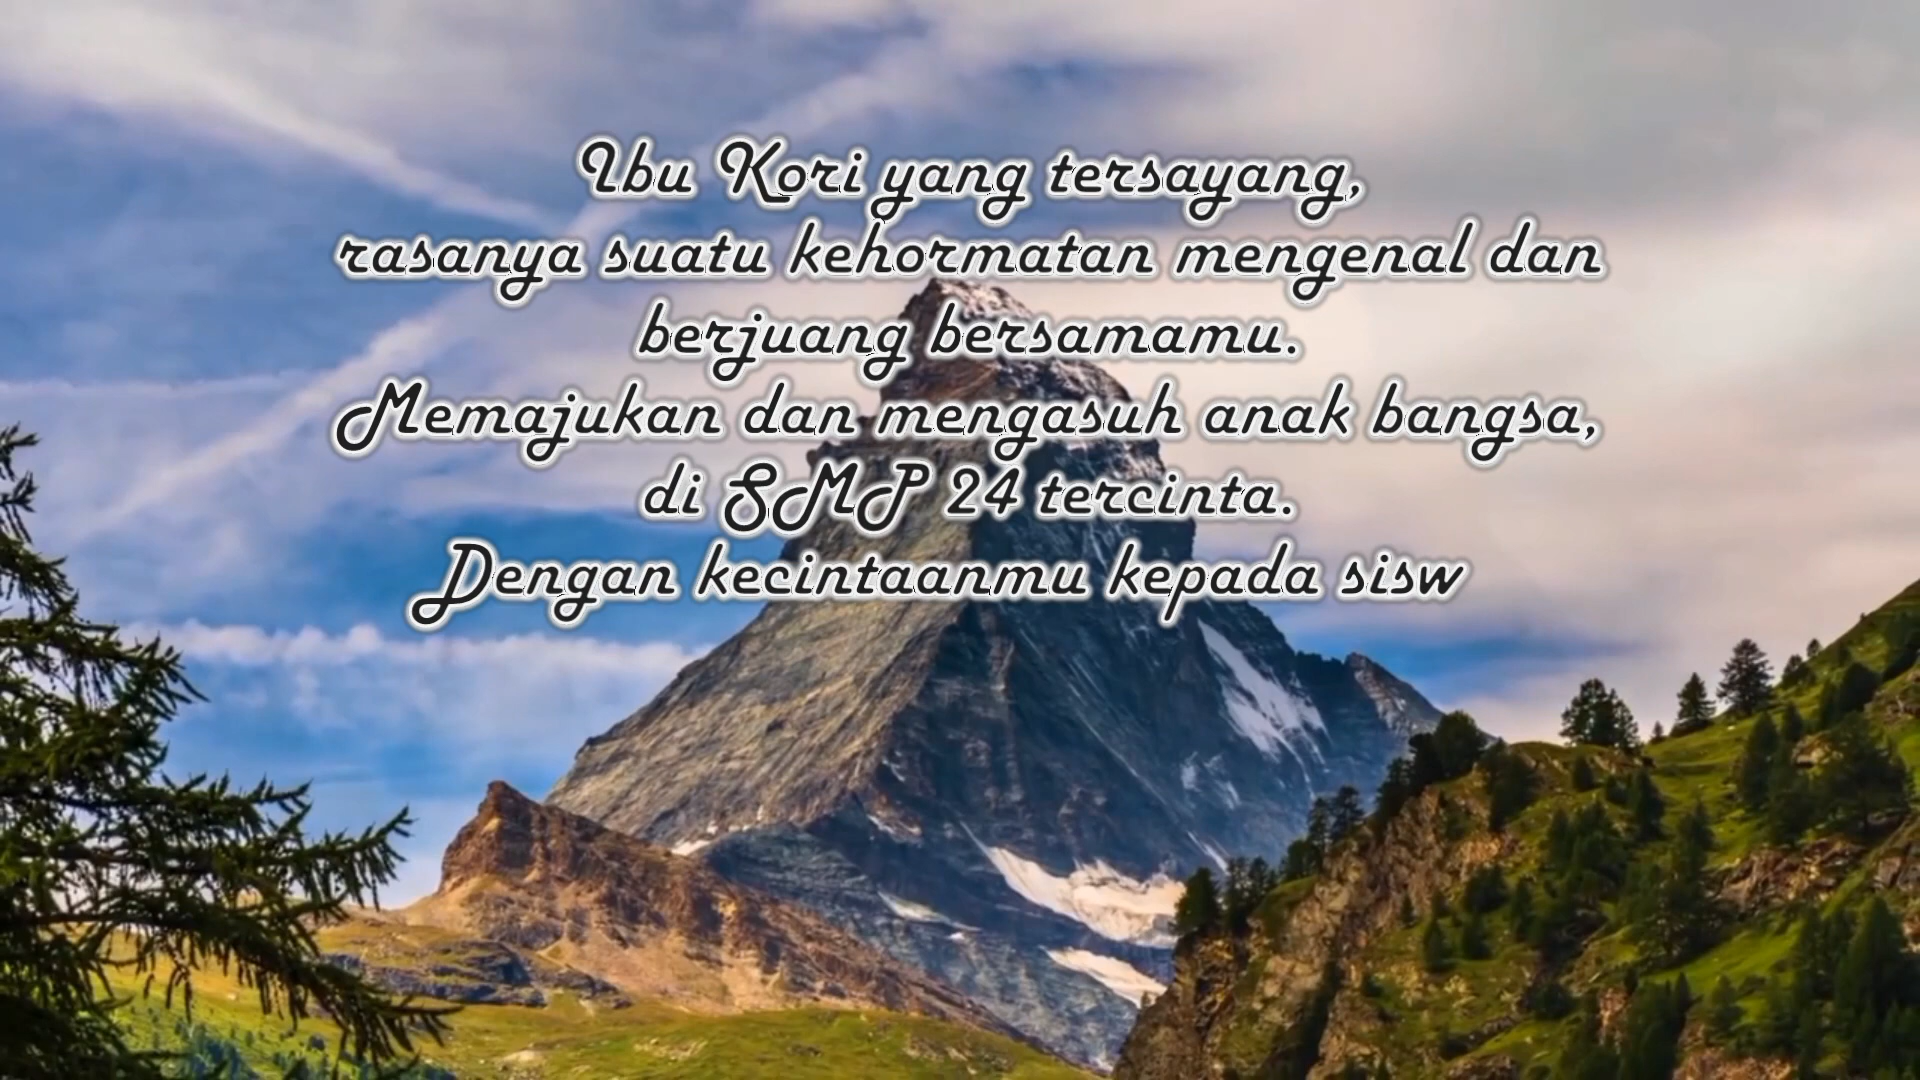 Ibu Kori yang tersayang,
rasanya suatu kehormatan mengenal dan
berjuang bersamamu.
Memajukan dan mengasuh anak bangsa,
di SMP 24 tercinta.
Dengan kecintaanmu kepada sisw